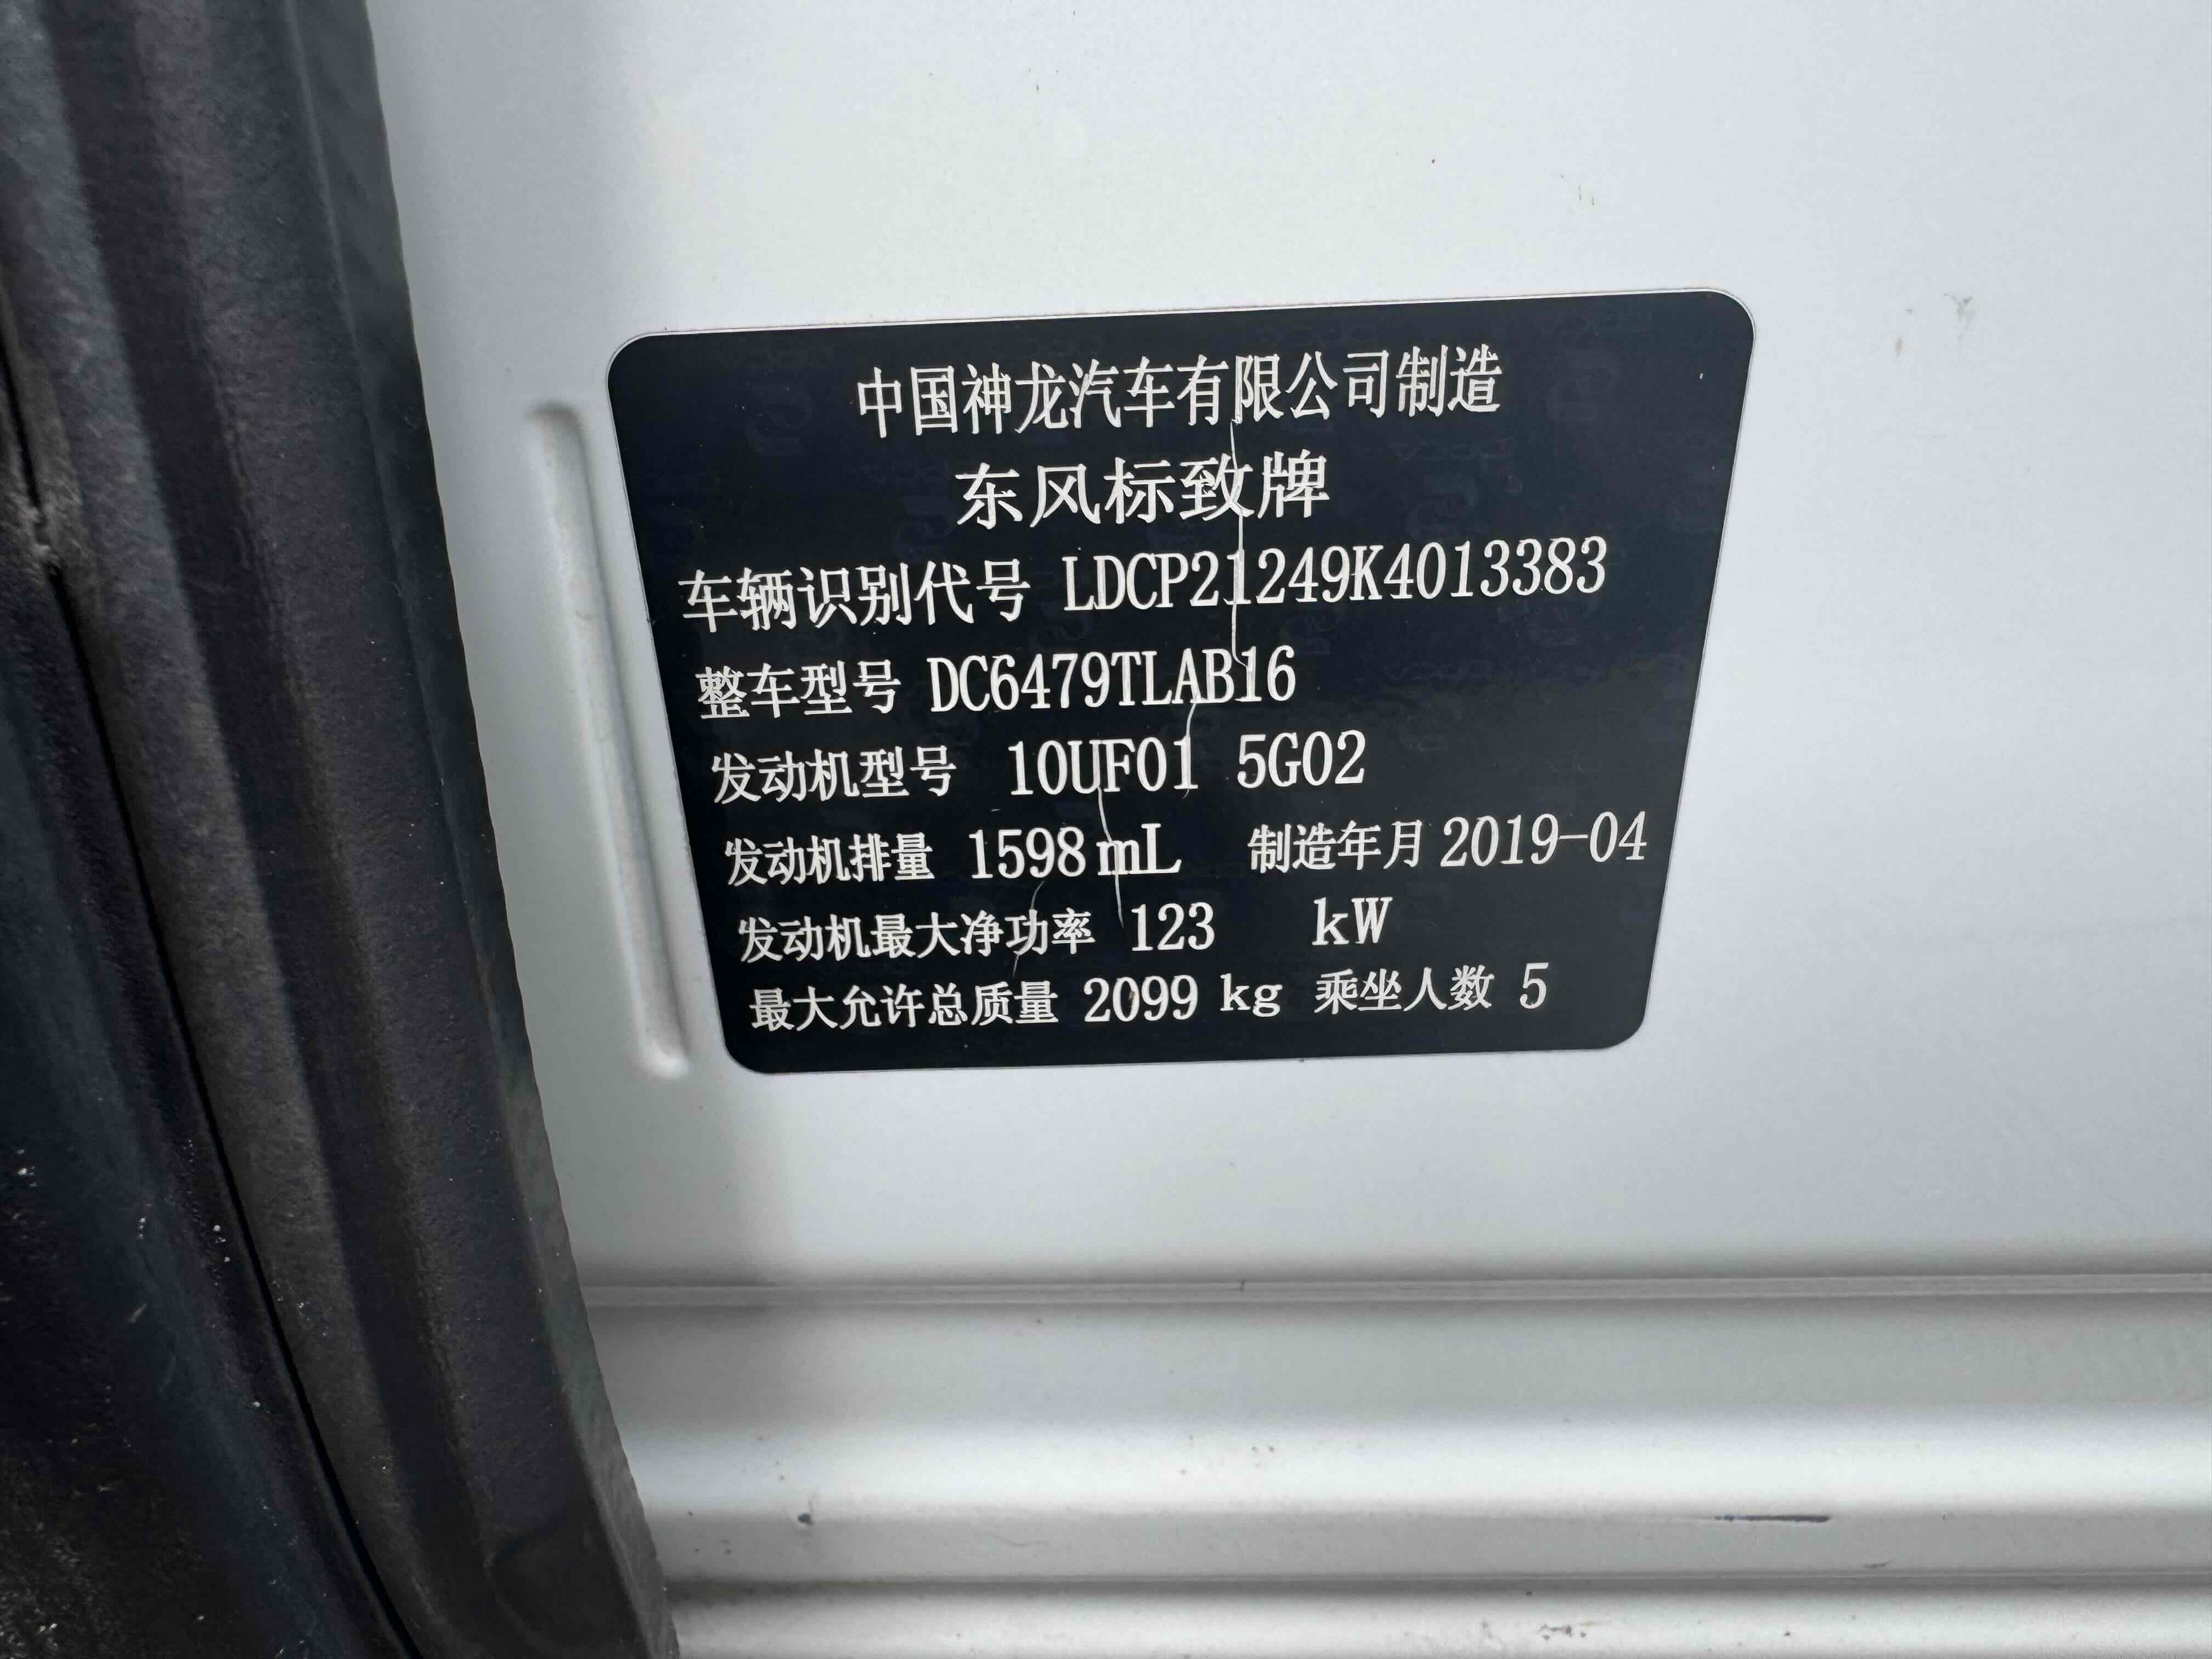 中国神龙汽车有限公司制造
东风标致牌
车辆识别代号 LDCP21249K4013383
整车型号 DC6479TLAB16
发动机型号 10UF01 5G02
发动机排量 1598 mL 制造年月 2019-04
发动机最大净功率 123 kW
最大允许总质量 2099 kg 乘坐人数 5